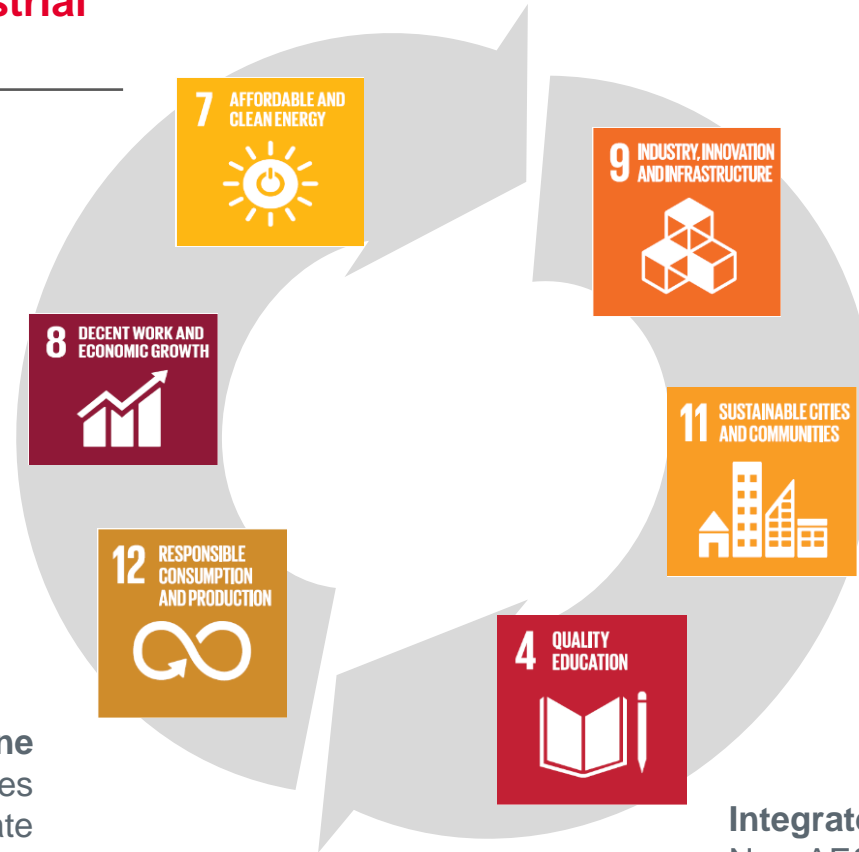 strial
7 AFFORDABLE AND
CLEAN ENERGY
9 INDUSTRY, INNOVATION
AND INFRASTRUCTURE
8 DECENT WORK AND
ECONOMIC GROWTH
11 SUSTAINABLE CITIES
AND COMMUNITIES
12 RESPONSIBLE
CONSUMPTION
AND PRODUCTION
4 QUALITY
EDUCATION
ne
es
ate
Integrate